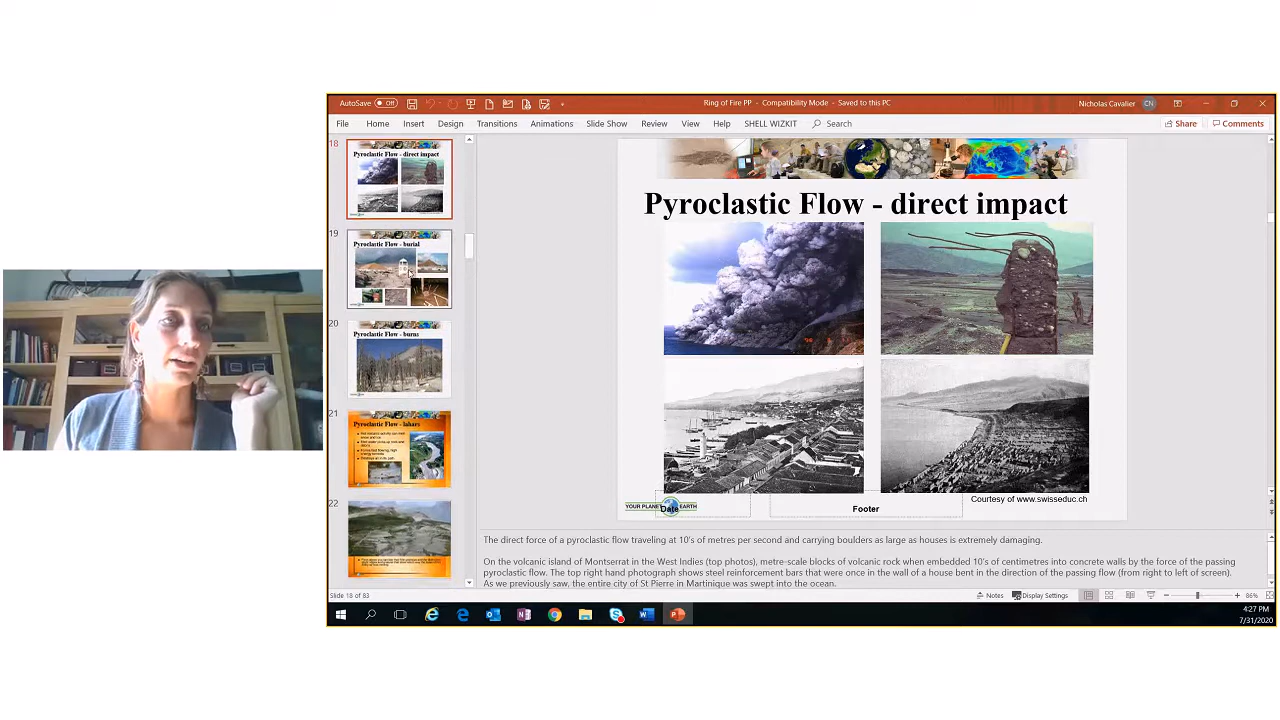 AutoSave Off
Ring of Fire PP - Compatibility Mode - Saved to this PC
Nicholas Cavalier CN
File Home Insert Design Transitions Animations Slide Show Review View Help SHELL WIZKIT Search
Share Comments
18
Pyroclastic Flow - direct impact
19
Pyroclastic Flow - burial
20
Pyroclastic Flow - burns
21
Pyroclastic Flow - lahars
22
Pyroclastic Flow - direct impact
Courtesy of www.swisseduc.ch
YOUR PLANET EARTH
Date
Footer
The direct force of a pyroclastic flow traveling at 10's of metres per second and carrying boulders as large as houses is extremely damaging.
On the volcanic island of Montserrat in the West Indies (top photos), metre-scale blocks of volcanic rock when embedded 10's of centimetres into concrete walls by the force of the passing
pyroclastic flow. The top right hand photograph shows steel reinforcement bars that were once in the wall of a house bent in the direction of the passing flow (from right to left of screen).
As we previously saw, the entire city of St Pierre in Martinique was swept into the ocean.
Slide 18 of 83
Notes Display Settings
86%
4:27 PM
7/31/2020